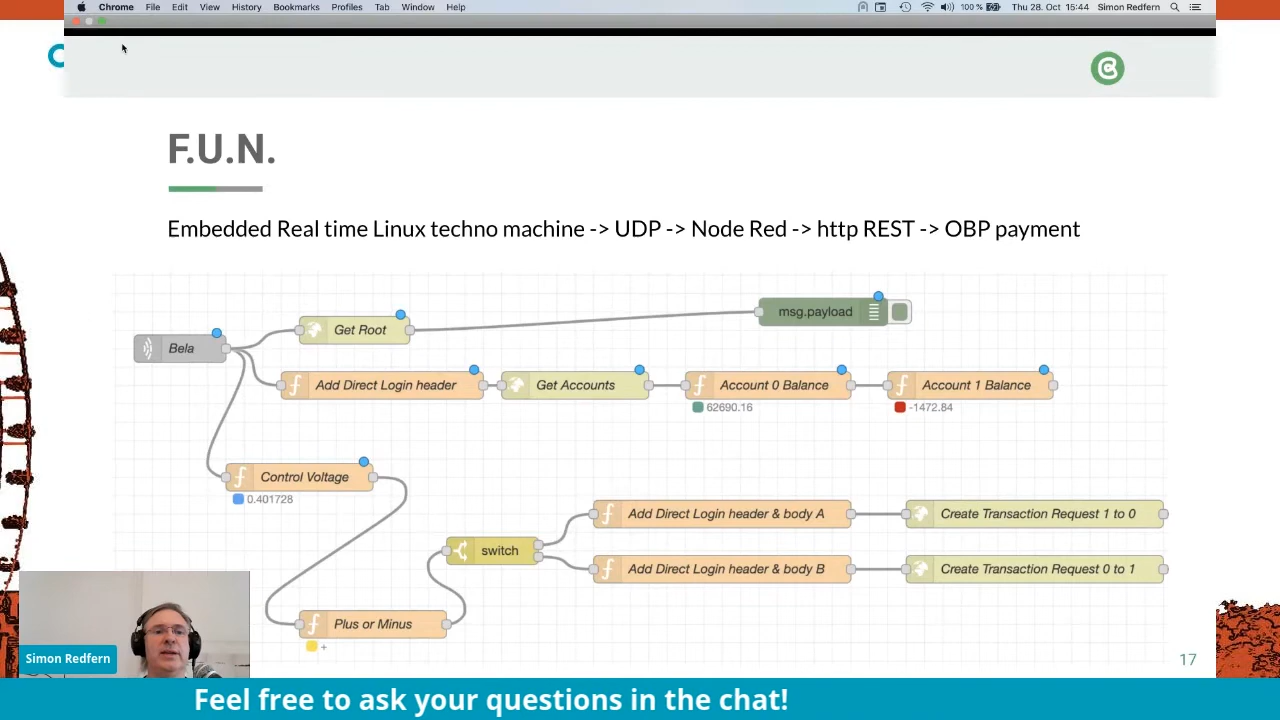 Chrome File Edit View History Bookmarks Profiles Tab Window Help 100 % Thu 28. Oct 15:44 Simon Redfern
F.U.N.
Embedded Real time Linux techno machine -> UDP -> Node Red -> http REST -> OBP payment
msg.payload
Get Root
Bela
Add Direct Login header
Get Accounts
Account 0 Balance
Account 1 Balance
62690.16
-1472.84
Control Voltage
0.401728
Add Direct Login header & body A
Create Transaction Request 1 to 0
switch
Add Direct Login header & body B
Create Transaction Request 0 to 1
Plus or Minus
+
Simon Redfern
17
Feel free to ask your questions in the chat!